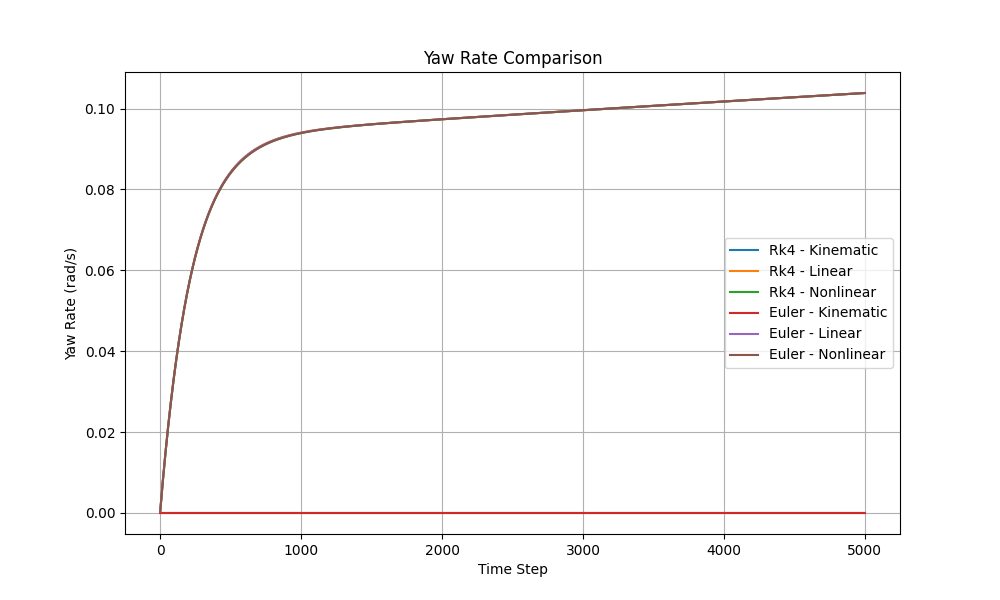 Yaw Rate Comparison
Yaw Rate (rad/s)
0.10
0.08
0.06
0.04
0.02
0.00
Rk4 - Kinematic
Rk4 - Linear
Rk4 - Nonlinear
Euler - Kinematic
Euler - Linear
Euler - Nonlinear
0 1000 2000 3000 4000 5000
Time Step